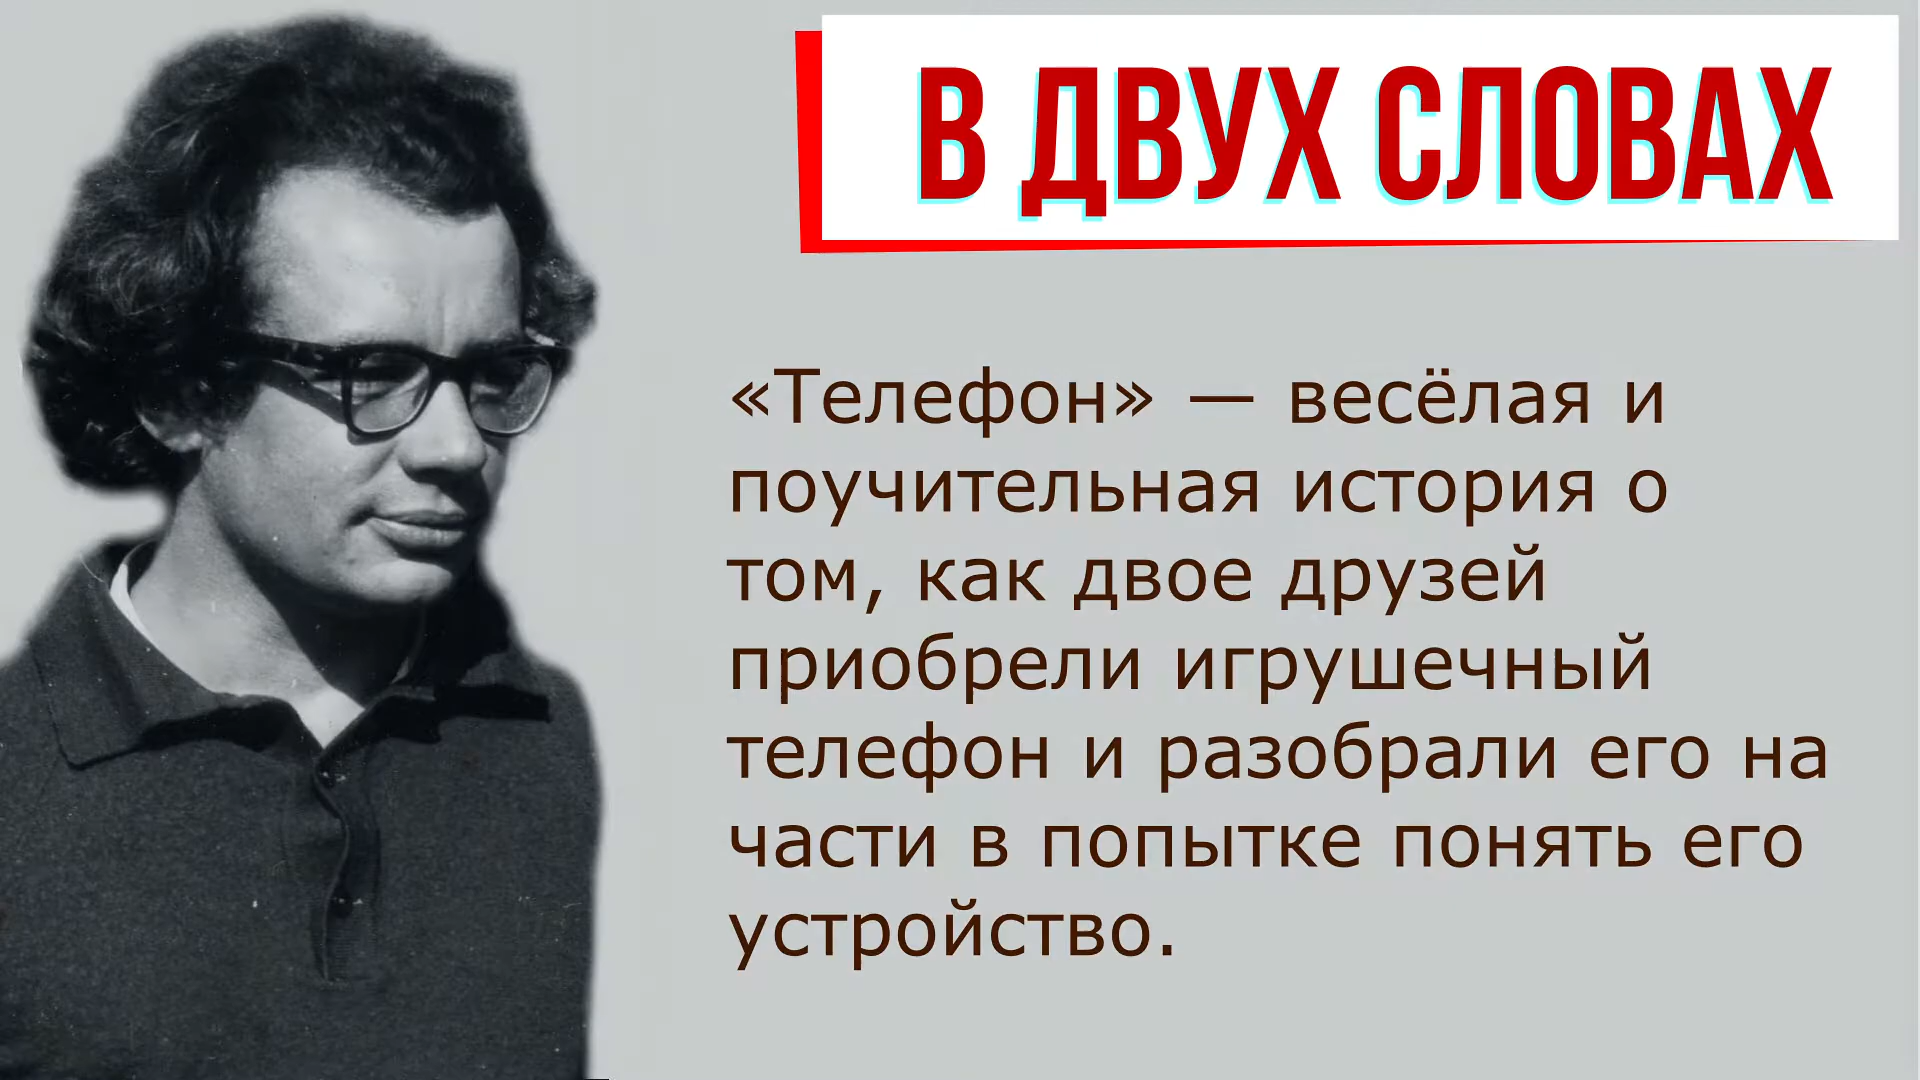 В ДВУХ СЛОВАХ
«Телефон» — весёлая и
поучительная история о
том, как двое друзей
приобрели игрушечный
телефон и разобрали его на
части в попытке понять его
устройство.